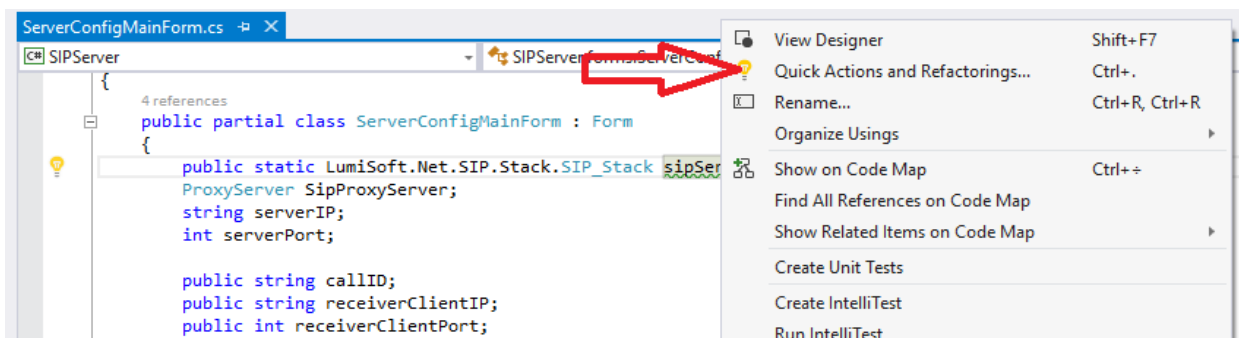 ServerConfigMainForm.cs
C# SIPServer
SIPServer.forms.ServerConf
{
4 references
public partial class ServerConfigMainForm : Form
{
public static LumiSoft.Net.SIP.Stack.SIP_Stack sipSer
ProxyServer SipProxyServer;
string serverIP;
int serverPort;
public string callID;
public string receiverClientIP;
public int receiverClientPort;
View Designer Shift+F7
Quick Actions and Refactorings... Ctrl+.
Rename... Ctrl+R, Ctrl+R
Organize Usings
Show on Code Map Ctrl+÷
Find All References on Code Map
Show Related Items on Code Map
Create Unit Tests
Create IntelliTest
Run IntelliTest